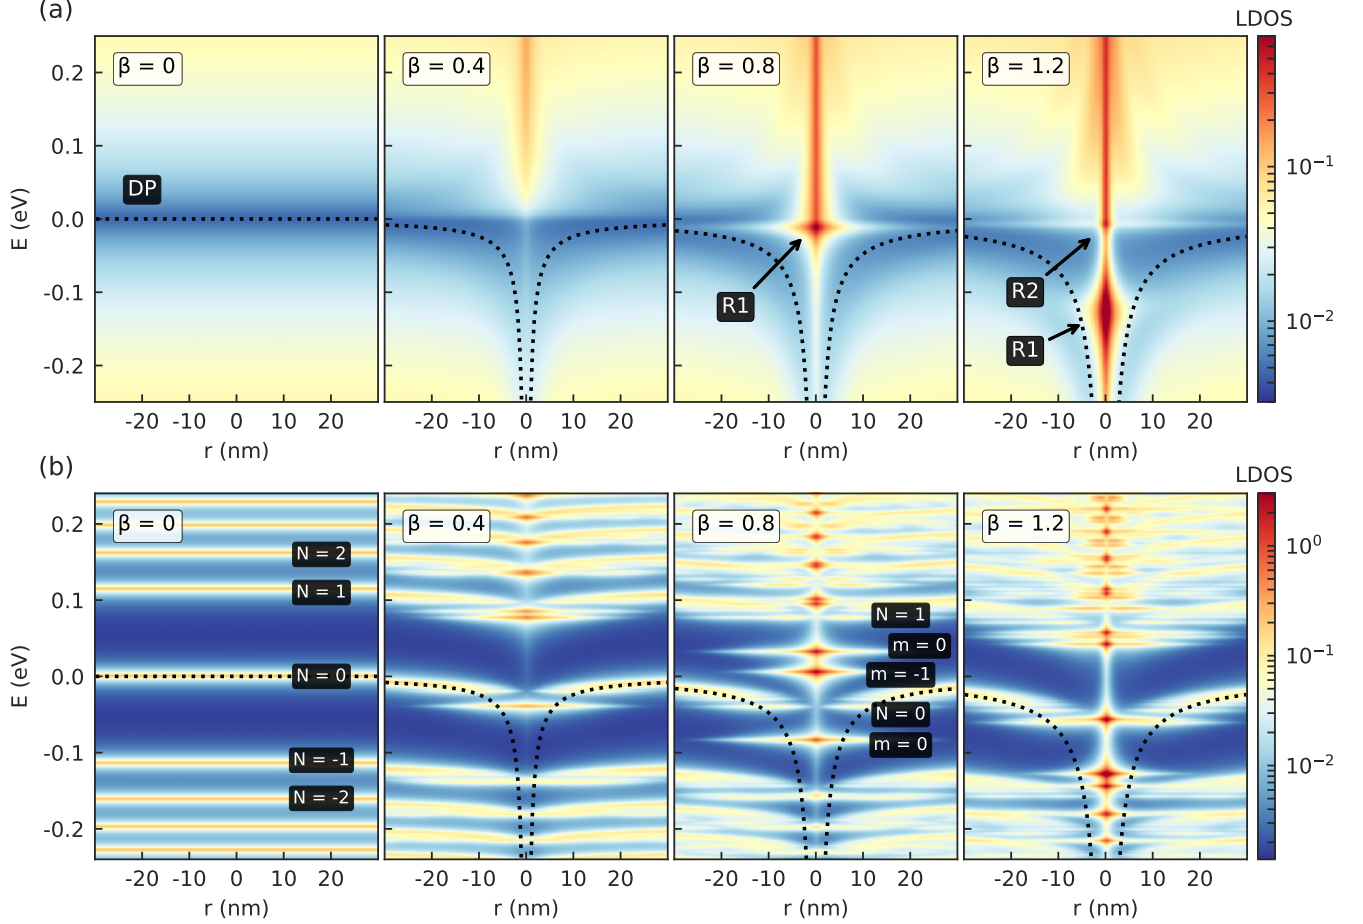 (a)
LDOS
β = 0
β = 0.4
β = 0.8
β = 1.2
E (eV)
0.2
0.1
0.0
-0.1
-0.2
DP
R1
R2
R1
10⁻¹
10⁻²
-20 -10 0 10 20
-20 -10 0 10 20
-20 -10 0 10 20
-20 -10 0 10 20
r (nm)
r (nm)
r (nm)
r (nm)
(b)
LDOS
β = 0
β = 0.4
β = 0.8
β = 1.2
E (eV)
0.2
0.1
0.0
-0.1
-0.2
N = 2
N = 1
N = 0
N = -1
N = -2
N = 1
m = 0
m = -1
N = 0
m = 0
10⁰
10⁻¹
10⁻²
-20 -10 0 10 20
-20 -10 0 10 20
-20 -10 0 10 20
-20 -10 0 10 20
r (nm)
r (nm)
r (nm)
r (nm)